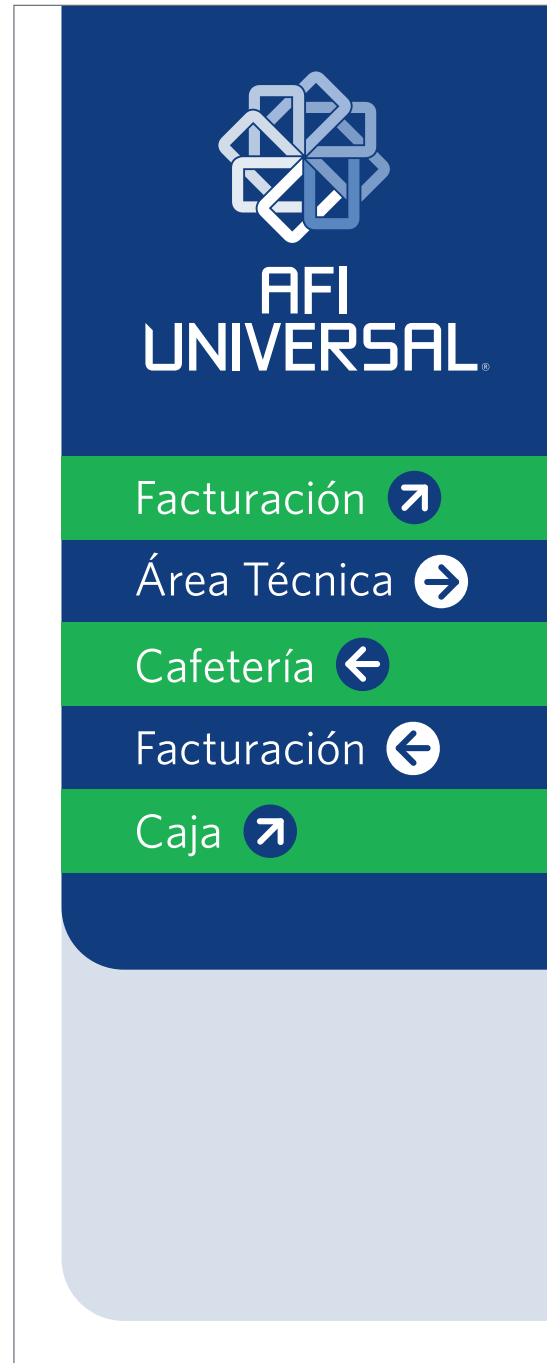 AFI
UNIVERSAL®
Facturación
Área Técnica
Cafetería
Facturación
Caja